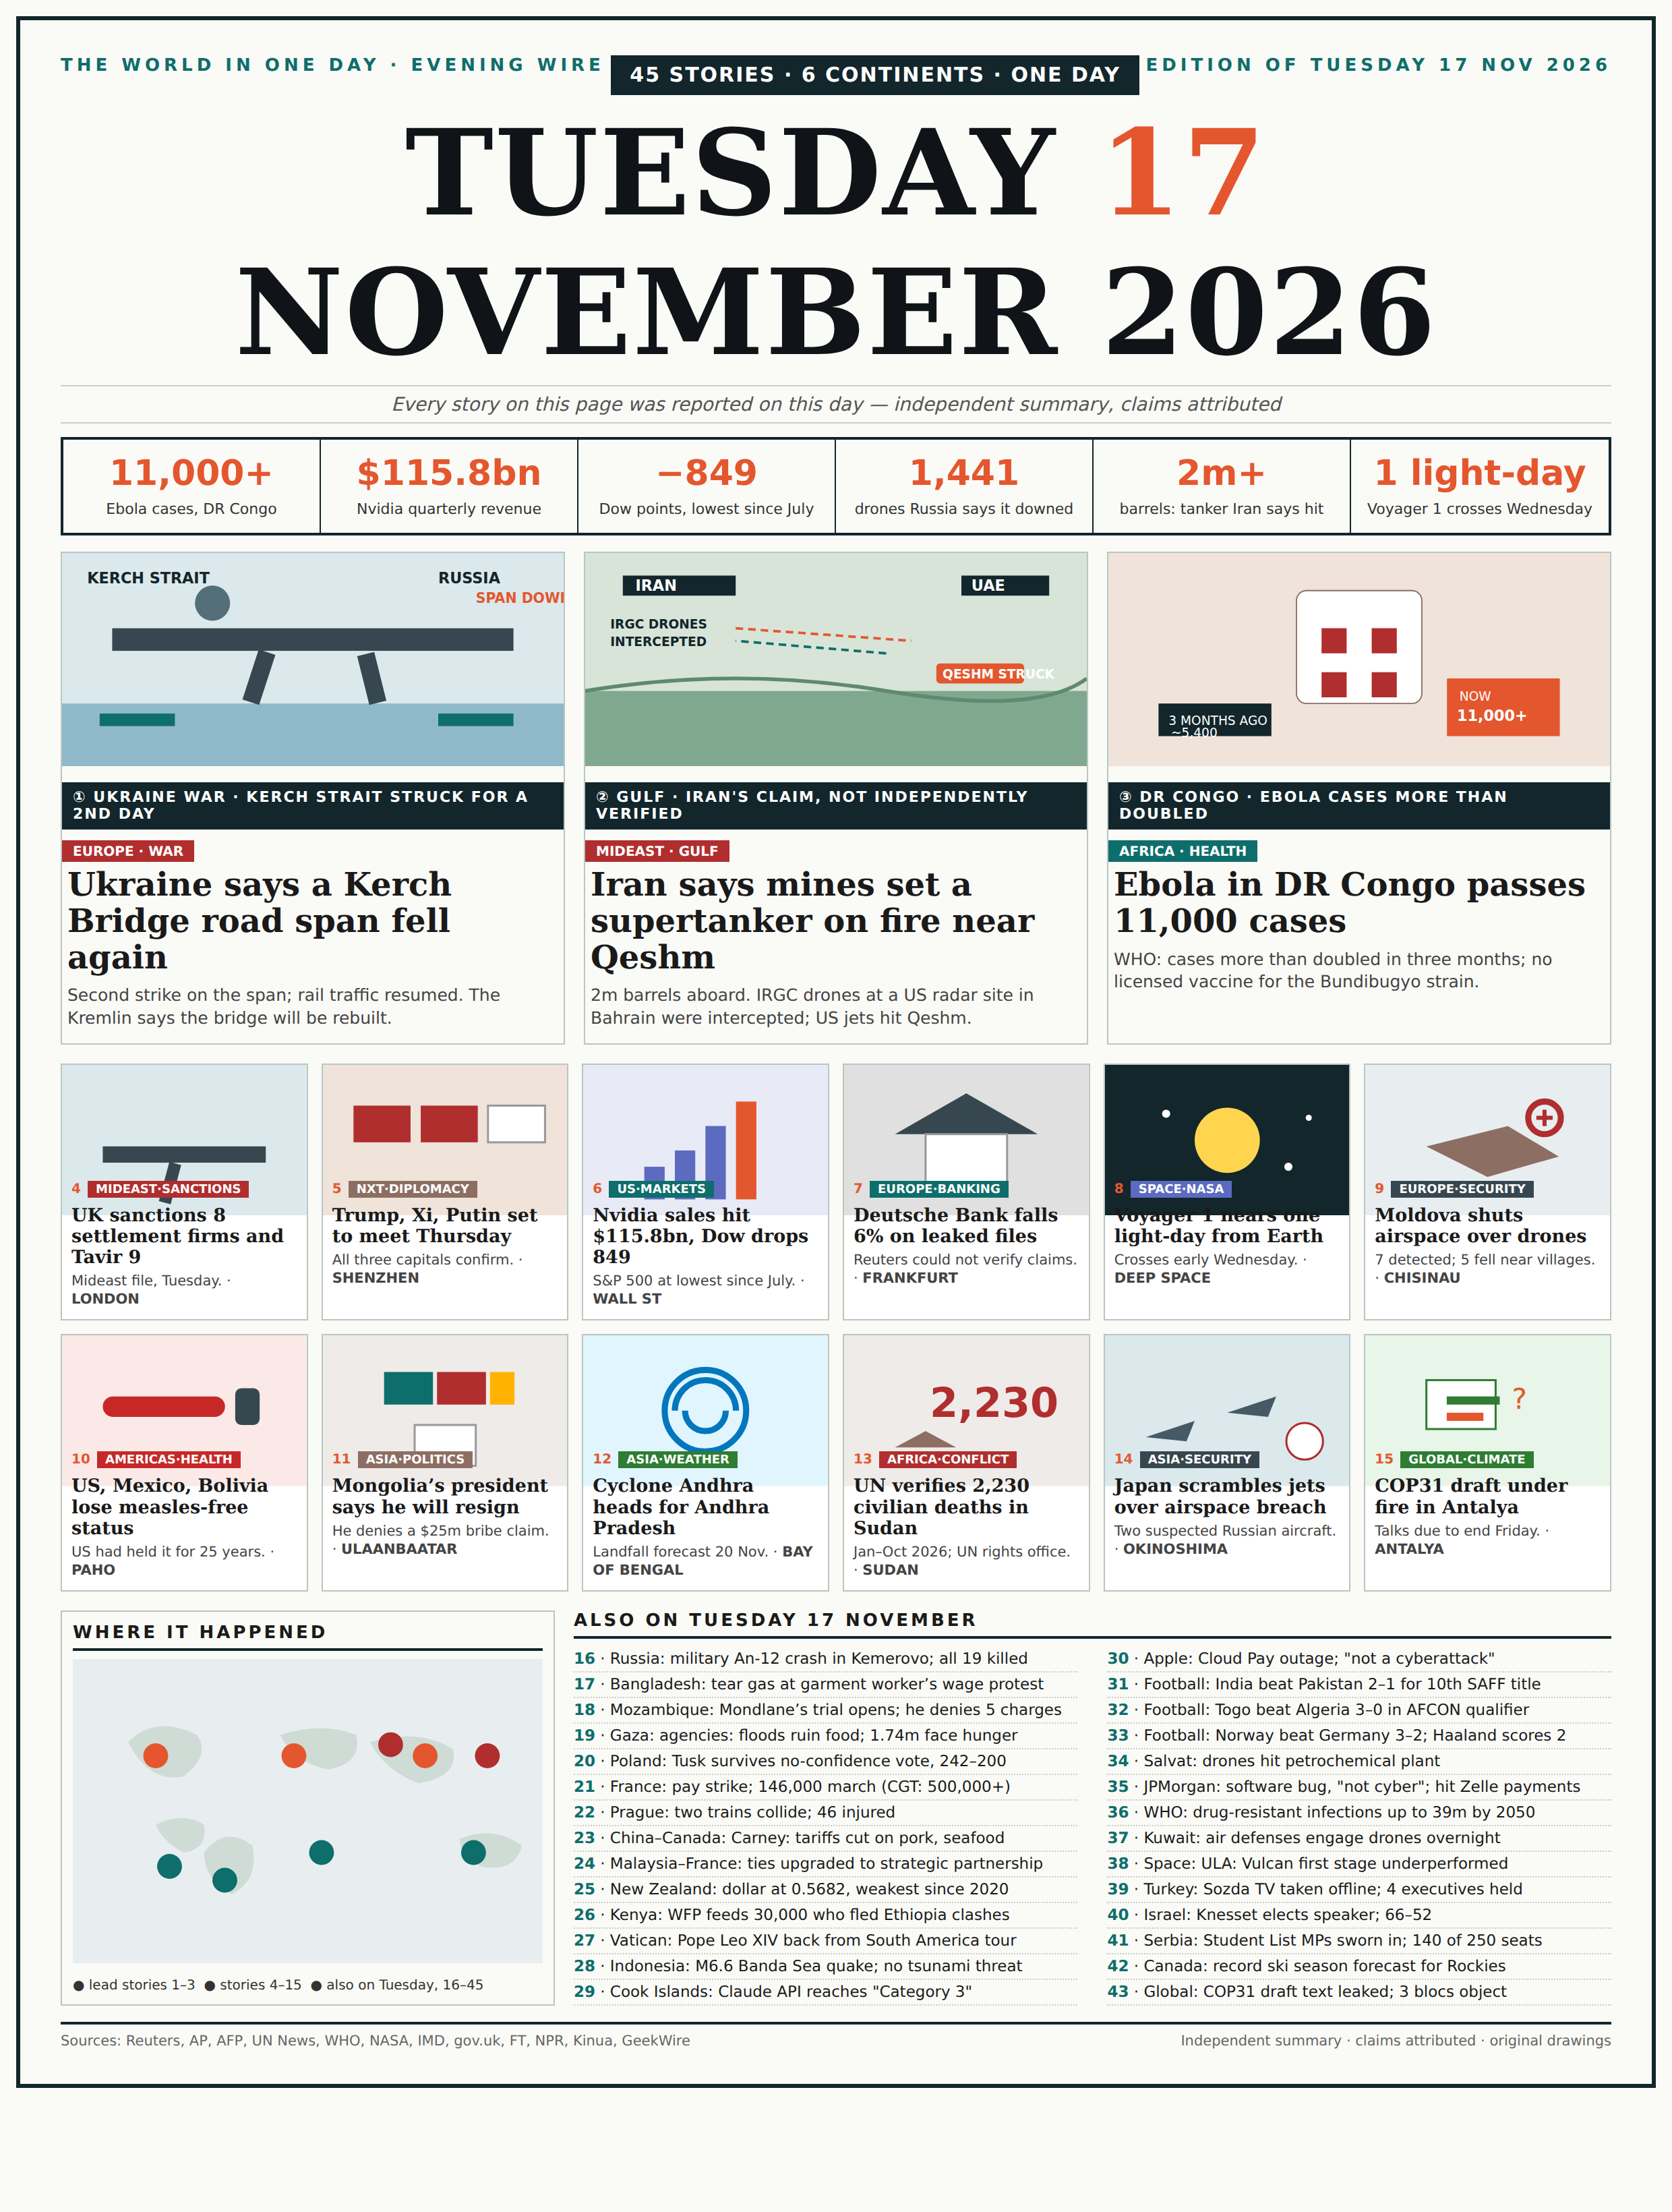 THE WORLD IN ONE DAY · EVENING WIRE
45 STORIES · 6 CONTINENTS · ONE DAY
EDITION OF TUESDAY 17 NOV 2026
TUESDAY 17
NOVEMBER 2026
Every story on this page was reported on this day — independent summary, claims attributed
11,000+
Ebola cases, DR Congo
$115.8bn
Nvidia quarterly revenue
−849
Dow points, lowest since July
1,441
drones Russia says it downed
2m+
barrels: tanker Iran says hit
1 light-day
Voyager 1 crosses Wednesday
KERCH STRAIT
RUSSIA
SPAN DOW
① UKRAINE WAR · KERCH STRAIT STRUCK FOR A
2ND DAY
EUROPE · WAR
Ukraine says a Kerch
Bridge road span fell
again
Second strike on the span; rail traffic resumed. The
Kremlin says the bridge will be rebuilt.
IRAN
UAE
IRGC DRONES
INTERCEPTED
QESHM STRUCK
② GULF · IRAN'S CLAIM, NOT INDEPENDENTLY
VERIFIED
MIDEAST · GULF
Iran says mines set a
supertanker on fire near
Qeshm
2m barrels aboard. IRGC drones at a US radar site in
Bahrain were intercepted; US jets hit Qeshm.
3 MONTHS AGO
~5,400
NOW
11,000+
③ DR CONGO · EBOLA CASES MORE THAN
DOUBLED
AFRICA · HEALTH
Ebola in DR Congo passes
11,000 cases
WHO: cases more than doubled in three months; no
licensed vaccine for the Bundibugyo strain.
4 MIDEAST·SANCTIONS
UK sanctions 8
settlement firms and
Tavir 9
Mideast file, Tuesday. ·
LONDON
5 NXT·DIPLOMACY
Trump, Xi, Putin set
to meet Thursday
All three capitals confirm. ·
SHENZHEN
6 US·MARKETS
Nvidia sales hit
$115.8bn, Dow drops
849
S&P 500 at lowest since July. ·
WALL ST
7 EUROPE·BANKING
Deutsche Bank falls
6% on leaked files
Reuters could not verify claims.
· FRANKFURT
8 SPACE·NASA
Voyager 1 nears one
light-day from Earth
Crosses early Wednesday. ·
DEEP SPACE
9 EUROPE·SECURITY
Moldova shuts
airspace over drones
7 detected; 5 fell near villages.
· CHISINAU
10 AMERICAS·HEALTH
US, Mexico, Bolivia
lose measles-free
status
US had held it for 25 years. ·
PAHO
11 ASIA·POLITICS
Mongolia’s president
says he will resign
He denies a $25m bribe claim.
· ULAANBAATAR
12 ASIA·WEATHER
Cyclone Andhra
heads for Andhra
Pradesh
Landfall forecast 20 Nov. · BAY
OF BENGAL
2,230
13 AFRICA·CONFLICT
UN verifies 2,230
civilian deaths in
Sudan
Jan–Oct 2026; UN rights office.
· SUDAN
14 ASIA·SECURITY
Japan scrambles jets
over airspace breach
Two suspected Russian aircraft.
· OKINOSHIMA
?
15 GLOBAL·CLIMATE
COP31 draft under
fire in Antalya
Talks due to end Friday. ·
ANTALYA
WHERE IT HAPPENED
● lead stories 1–3 ● stories 4–15 ● also on Tuesday, 16–45
ALSO ON TUESDAY 17 NOVEMBER
16 · Russia: military An-12 crash in Kemerovo; all 19 killed
17 · Bangladesh: tear gas at garment worker’s wage protest
18 · Mozambique: Mondlane’s trial opens; he denies 5 charges
19 · Gaza: agencies: floods ruin food; 1.74m face hunger
20 · Poland: Tusk survives no-confidence vote, 242–200
21 · France: pay strike; 146,000 march (CGT: 500,000+)
22 · Prague: two trains collide; 46 injured
23 · China–Canada: Carney: tariffs cut on pork, seafood
24 · Malaysia–France: ties upgraded to strategic partnership
25 · New Zealand: dollar at 0.5682, weakest since 2020
26 · Kenya: WFP feeds 30,000 who fled Ethiopia clashes
27 · Vatican: Pope Leo XIV back from South America tour
28 · Indonesia: M6.6 Banda Sea quake; no tsunami threat
29 · Cook Islands: Claude API reaches "Category 3"
30 · Apple: Cloud Pay outage; "not a cyberattack"
31 · Football: India beat Pakistan 2–1 for 10th SAFF title
32 · Football: Togo beat Algeria 3–0 in AFCON qualifier
33 · Football: Norway beat Germany 3–2; Haaland scores 2
34 · Salvat: drones hit petrochemical plant
35 · JPMorgan: software bug, "not cyber"; hit Zelle payments
36 · WHO: drug-resistant infections up to 39m by 2050
37 · Kuwait: air defenses engage drones overnight
38 · Space: ULA: Vulcan first stage underperformed
39 · Turkey: Sozda TV taken offline; 4 executives held
40 · Israel: Knesset elects speaker; 66–52
41 · Serbia: Student List MPs sworn in; 140 of 250 seats
42 · Canada: record ski season forecast for Rockies
43 · Global: COP31 draft text leaked; 3 blocs object
Sources: Reuters, AP, AFP, UN News, WHO, NASA, IMD, gov.uk, FT, NPR, Kinua, GeekWire
Independent summary · claims attributed · original drawings